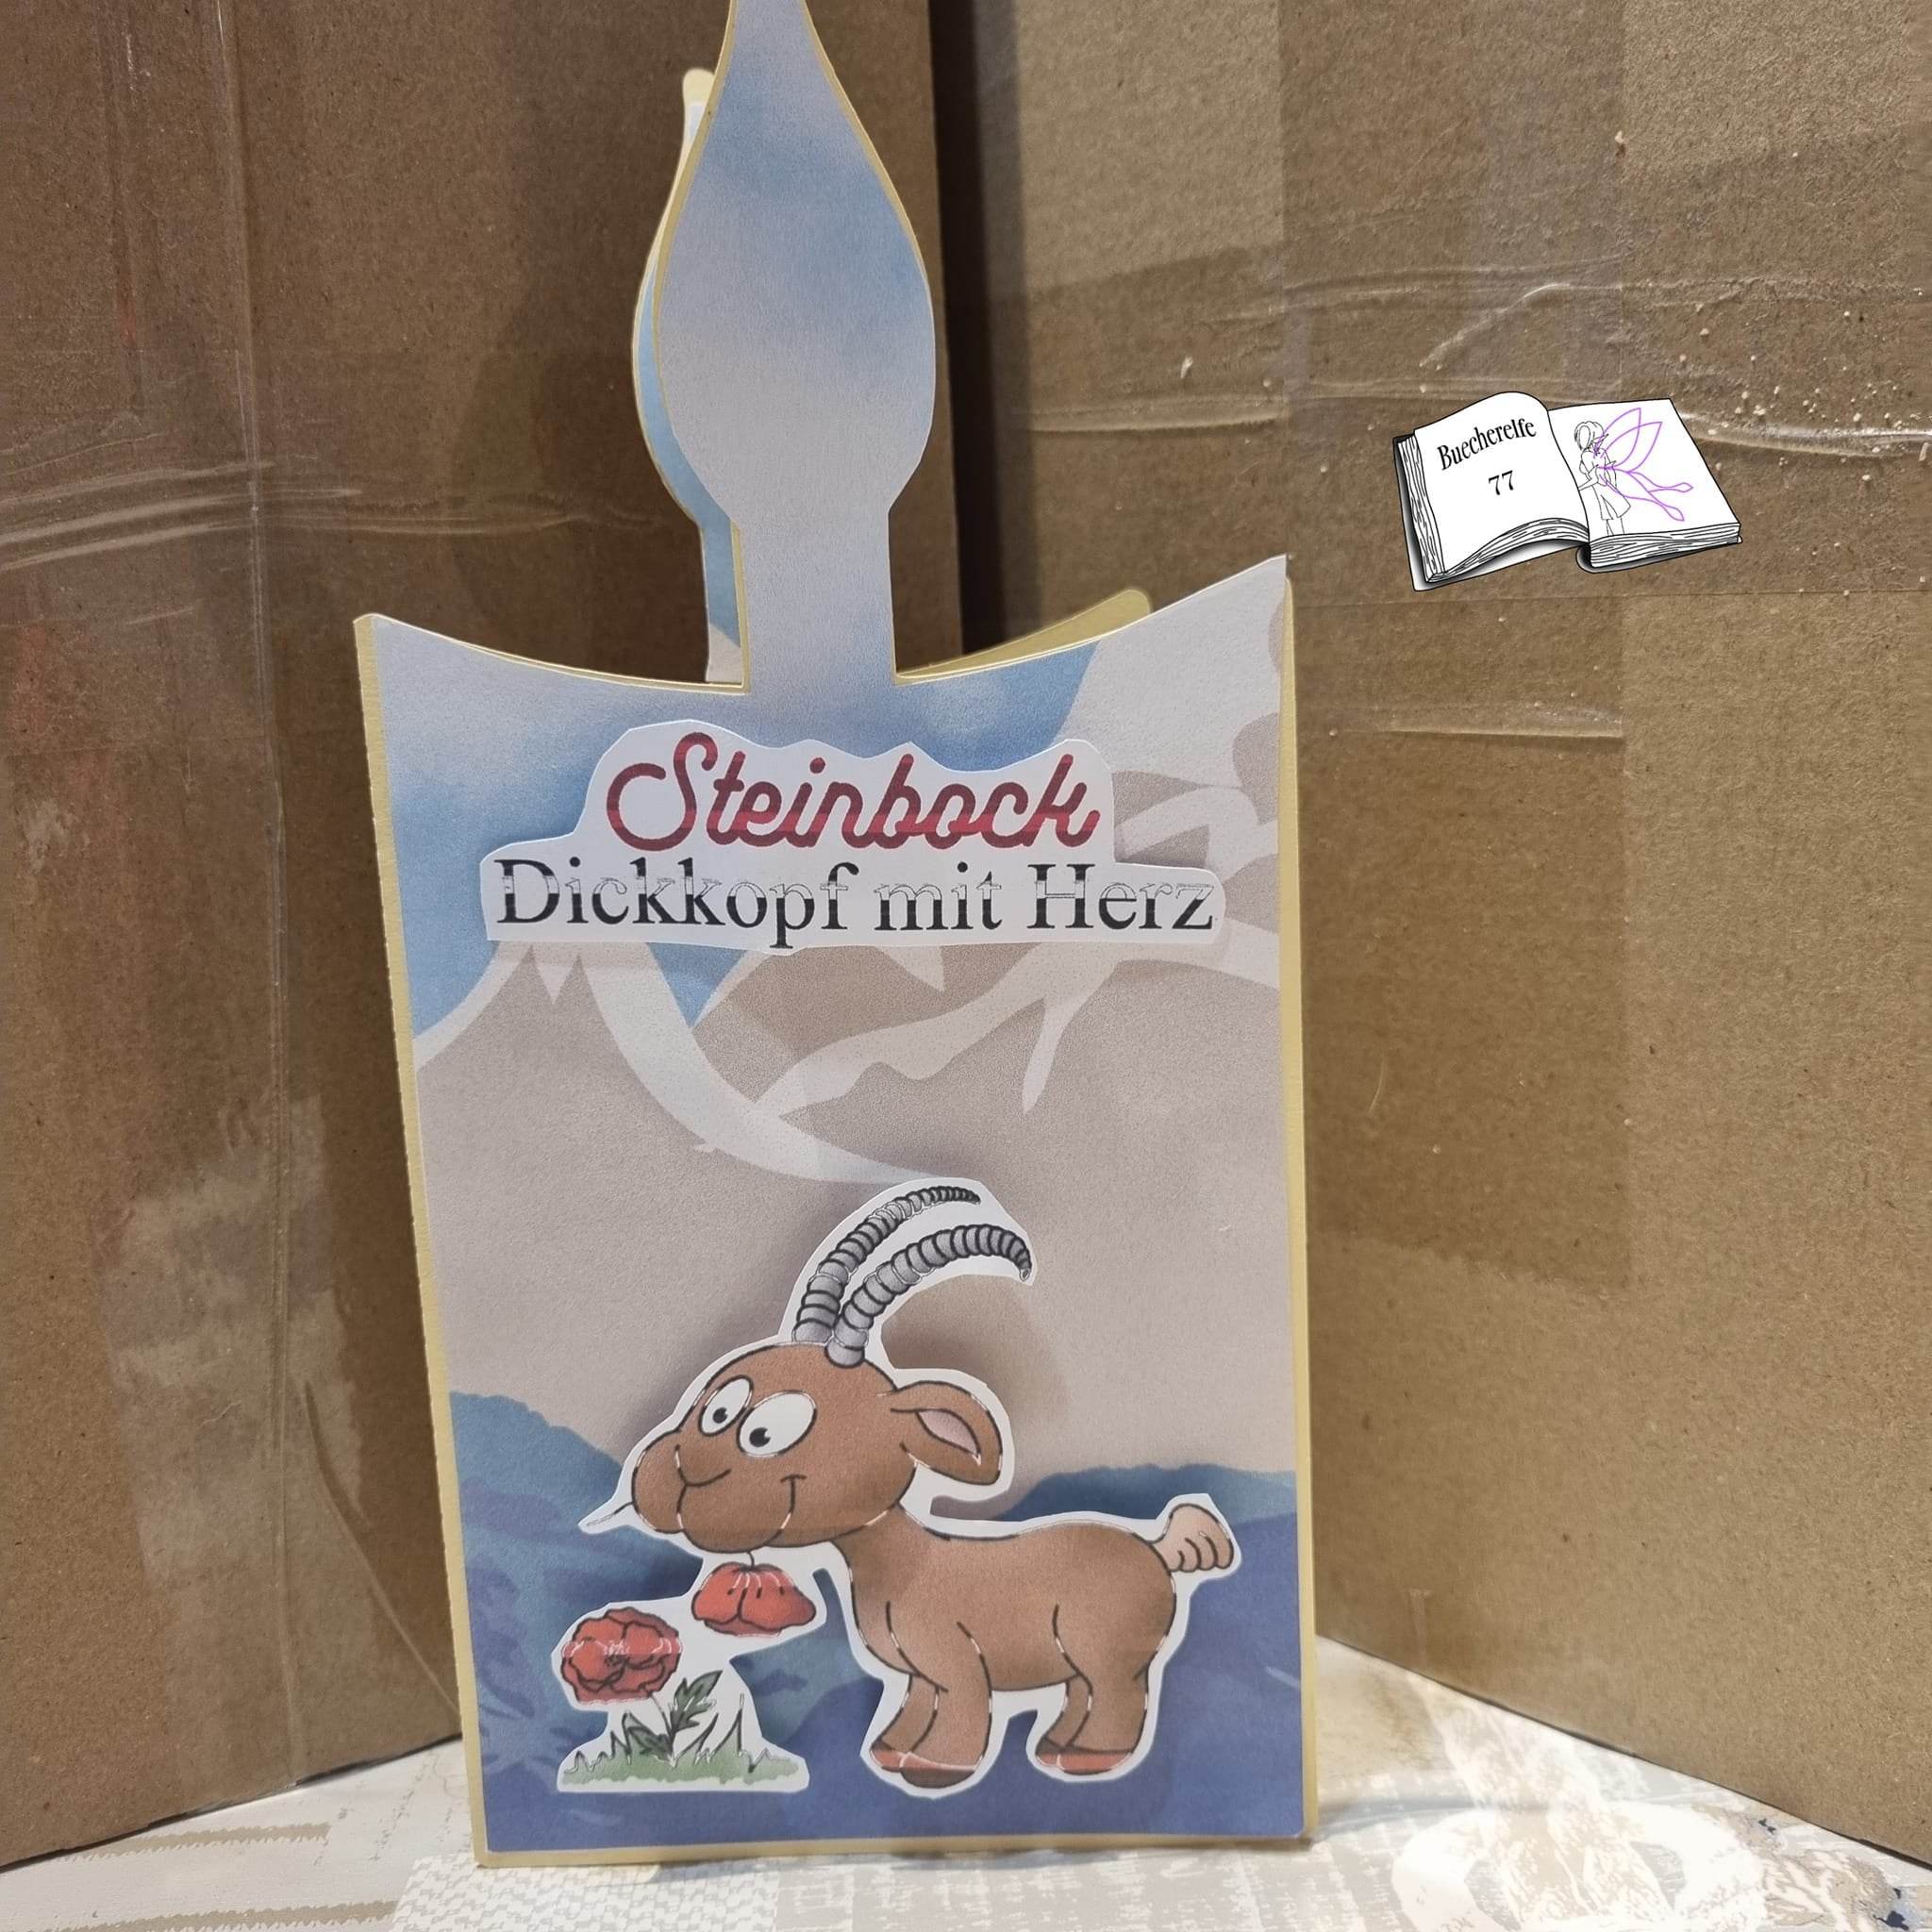 Buecherelfe
77
Steinbock
Dickkopf mit Herz